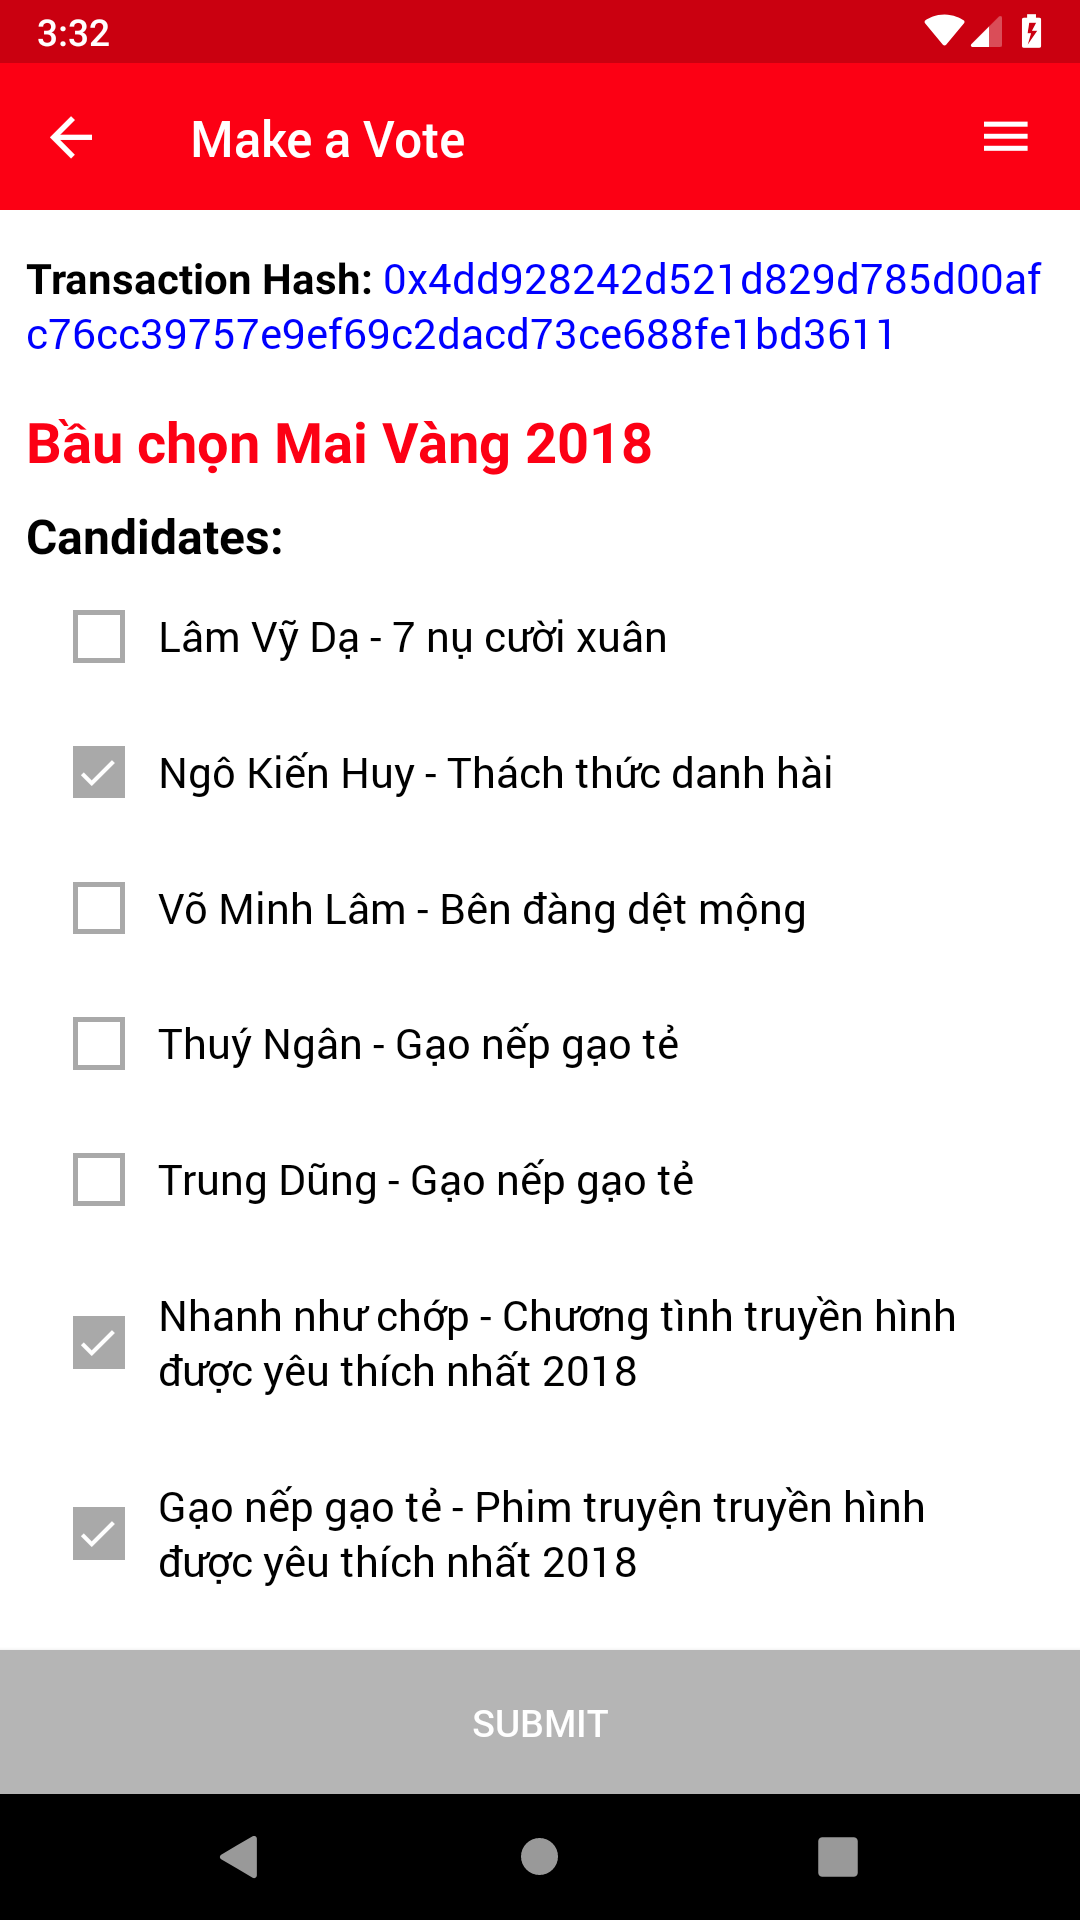 3:32
Make a Vote
Transaction Hash: 0x4dd928242d521d829d785d00af
c76cc39757e9ef69c2dacd73ce688fe1bd3611
Bầu chọn Mai Vàng 2018
Candidates:
Lâm Vỹ Dạ - 7 nụ cười xuân
Ngô Kiến Huy - Thách thức danh hài
Võ Minh Lâm - Bên đàng dệt mộng
Thuý Ngân - Gạo nếp gạo tẻ
Trung Dũng - Gạo nếp gạo tẻ
Nhanh như chớp - Chương tình truyền hình
được yêu thích nhất 2018
Gạo nếp gạo tẻ - Phim truyện truyền hình
được yêu thích nhất 2018
SUBMIT